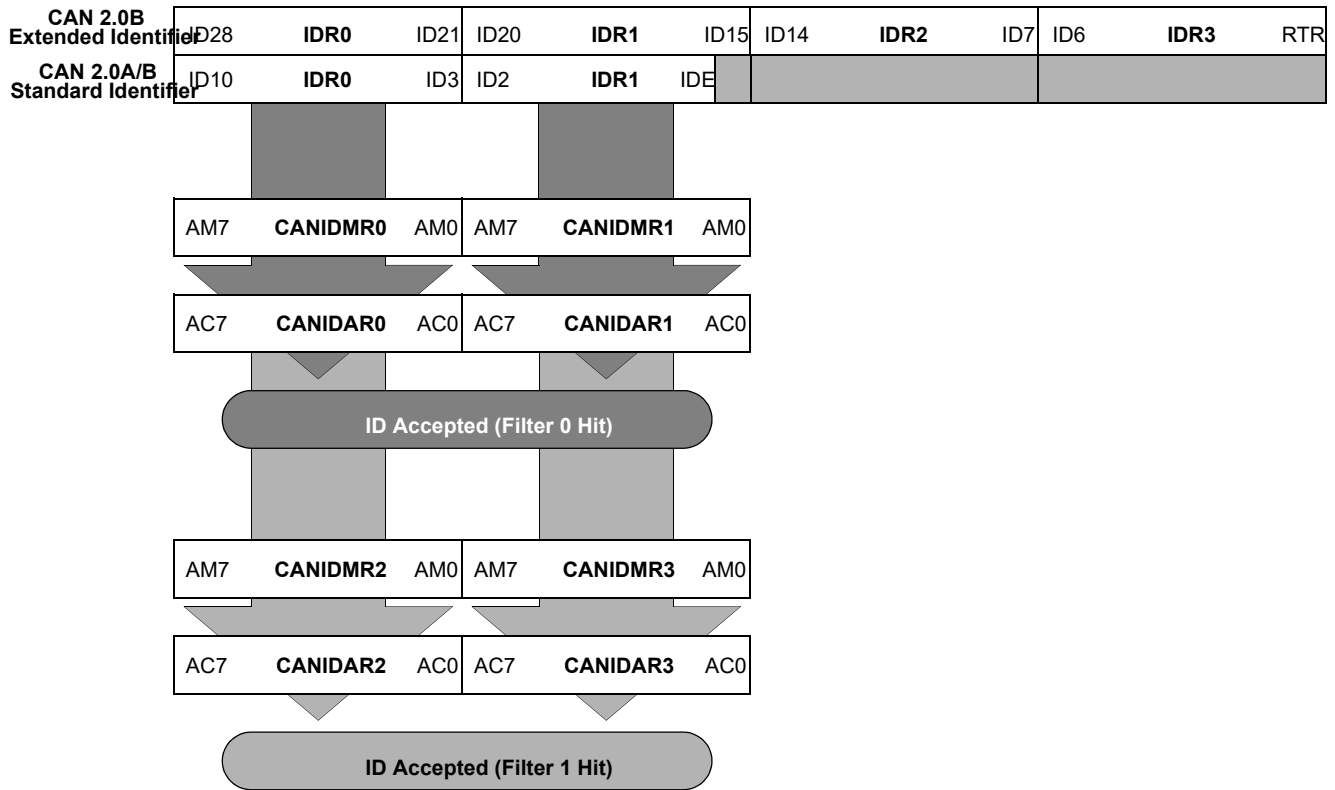 CAN 2.0B
Extended Identifier ID28 IDR0 ID21 ID20 IDR1 ID15 ID14 IDR2 ID7 ID6 IDR3 RTR
CAN 2.0A/B
Standard Identifier ID10 IDR0 ID3 ID2 IDR1 IDE
AM7 CANIDMR0 AM0 AM7 CANIDMR1 AM0
AC7 CANIDAR0 AC0 AC7 CANIDAR1 AC0
ID Accepted (Filter 0 Hit)
AM7 CANIDMR2 AM0 AM7 CANIDMR3 AM0
AC7 CANIDAR2 AC0 AC7 CANIDAR3 AC0
ID Accepted (Filter 1 Hit)